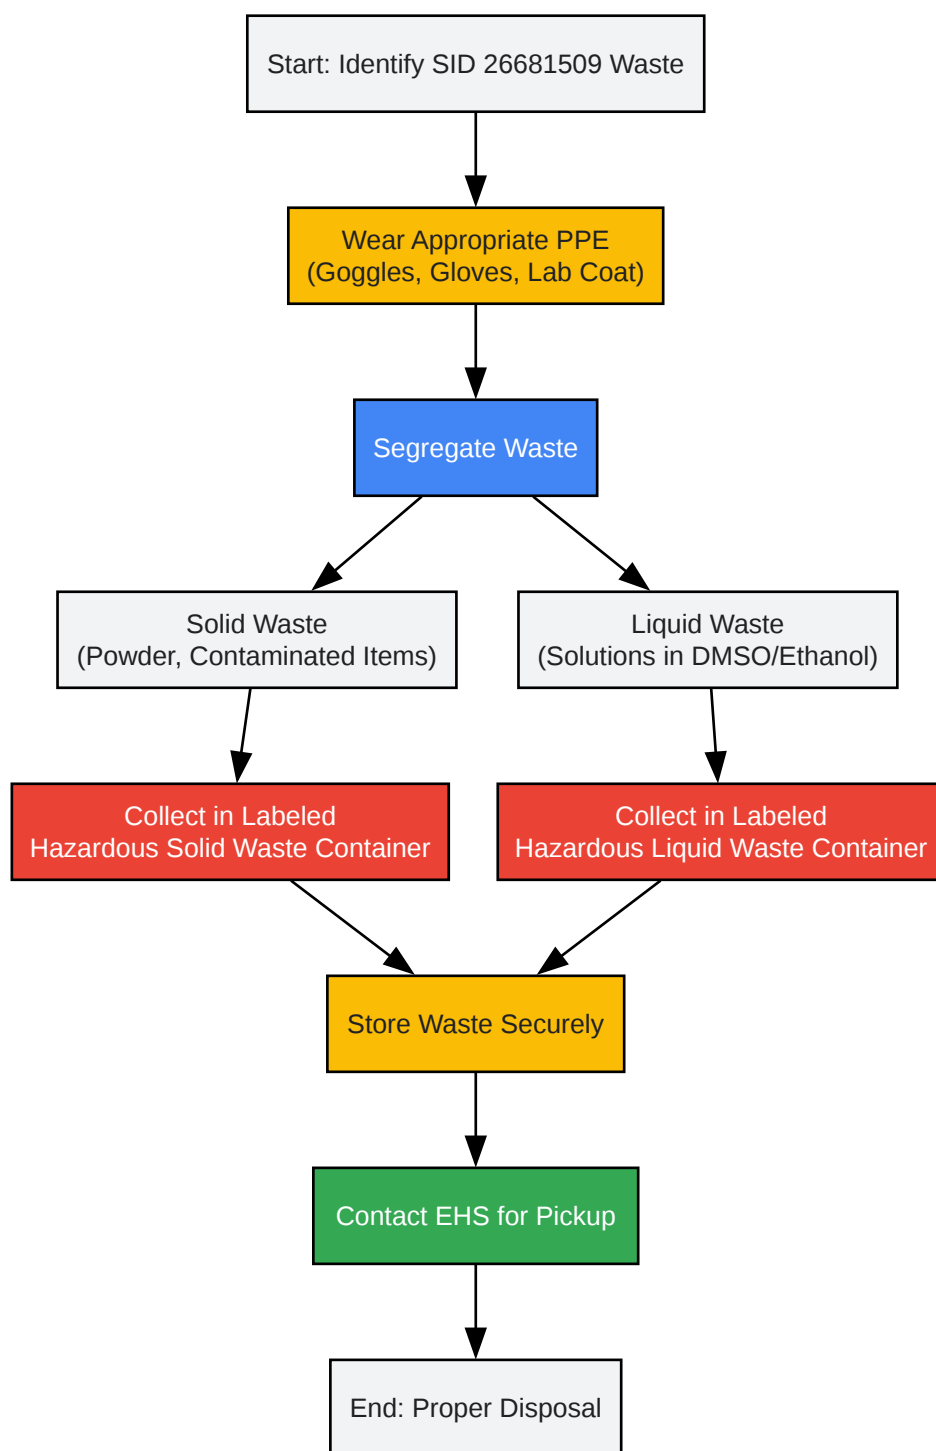 Start: Identify SID 26681509 Waste
Wear Appropriate PPE
(Goggles, Gloves, Lab Coat)
Segregate Waste
Solid Waste
(Powder, Contaminated Items)
Liquid Waste
(Solutions in DMSO/Ethanol)
Collect in Labeled
Hazardous Solid Waste Container
Collect in Labeled
Hazardous Liquid Waste Container
Store Waste Securely
Contact EHS for Pickup
End: Proper Disposal